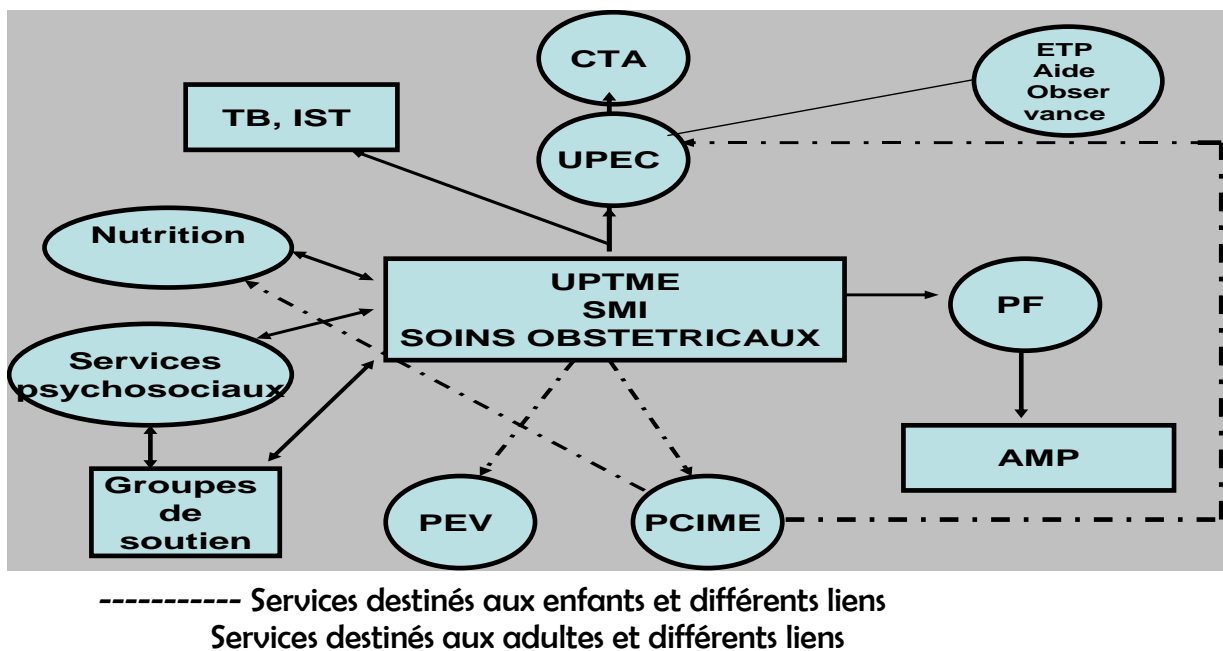 CTA
ETP
Aide
Obser
vance
TB, IST
UPEC
Nutrition
UPTME
SMI
SOINS OBSTETRICAUX
PF
Services
psychosociaux
AMP
Groupes
de
soutien
PEV
PCIME
----------- Services destinés aux enfants et différents liens
Services destinés aux adultes et différents liens